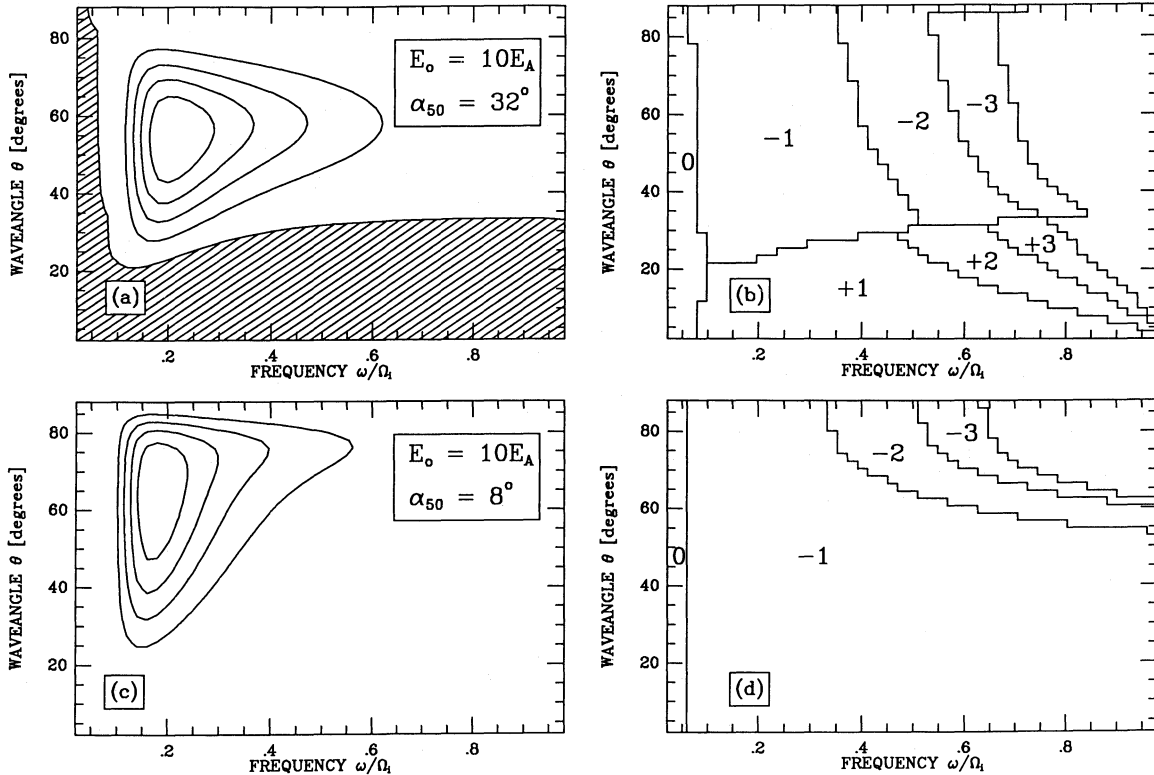 WAVEANGLE θ [degrees]
80
60
40
20
E₀ = 10E_A
α₅₀ = 32°
(a)
.2
.4
.6
.8
FREQUENCY ω/Ωᵢ
WAVEANGLE θ [degrees]
80
60
40
20
0
-1
-2
-3
+1
+2
+3
(b)
.2
.4
.6
.8
FREQUENCY ω/Ωᵢ
WAVEANGLE θ [degrees]
80
60
40
20
E₀ = 10E_A
α₅₀ = 8°
(c)
.2
.4
.6
.8
FREQUENCY ω/Ωᵢ
WAVEANGLE θ [degrees]
80
60
40
20
0
-1
-2
-3
(d)
.2
.4
.6
.8
FREQUENCY ω/Ωᵢ